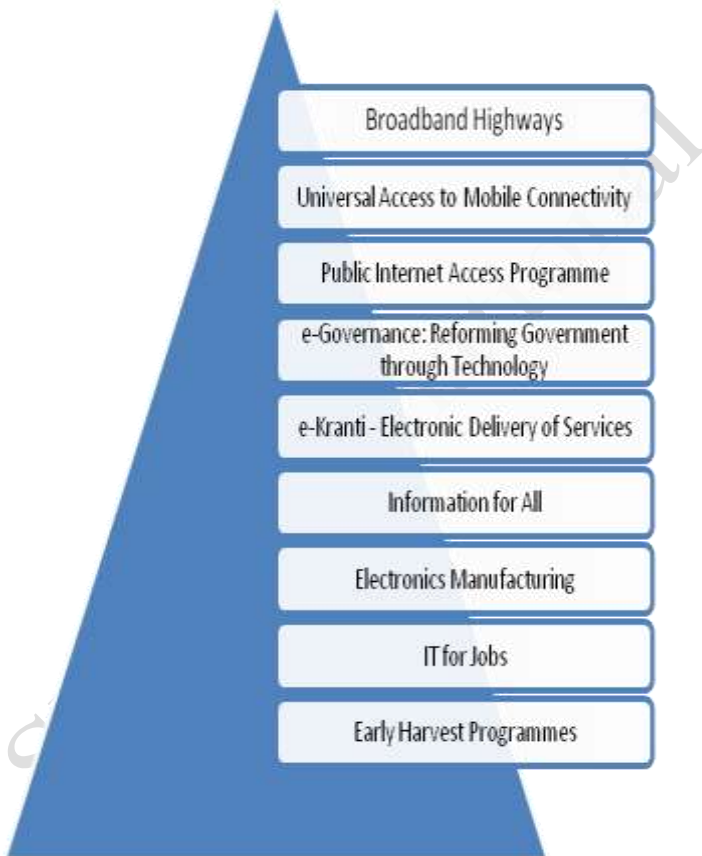 Broadband Highways
Universal Access to Mobile Connectivity
Public Internet Access Programme
e-Governance: Reforming Government
through Technology
e-Kranti - Electronic Delivery of Services
Information for All
Electronics Manufacturing
IT for Jobs
Early Harvest Programmes